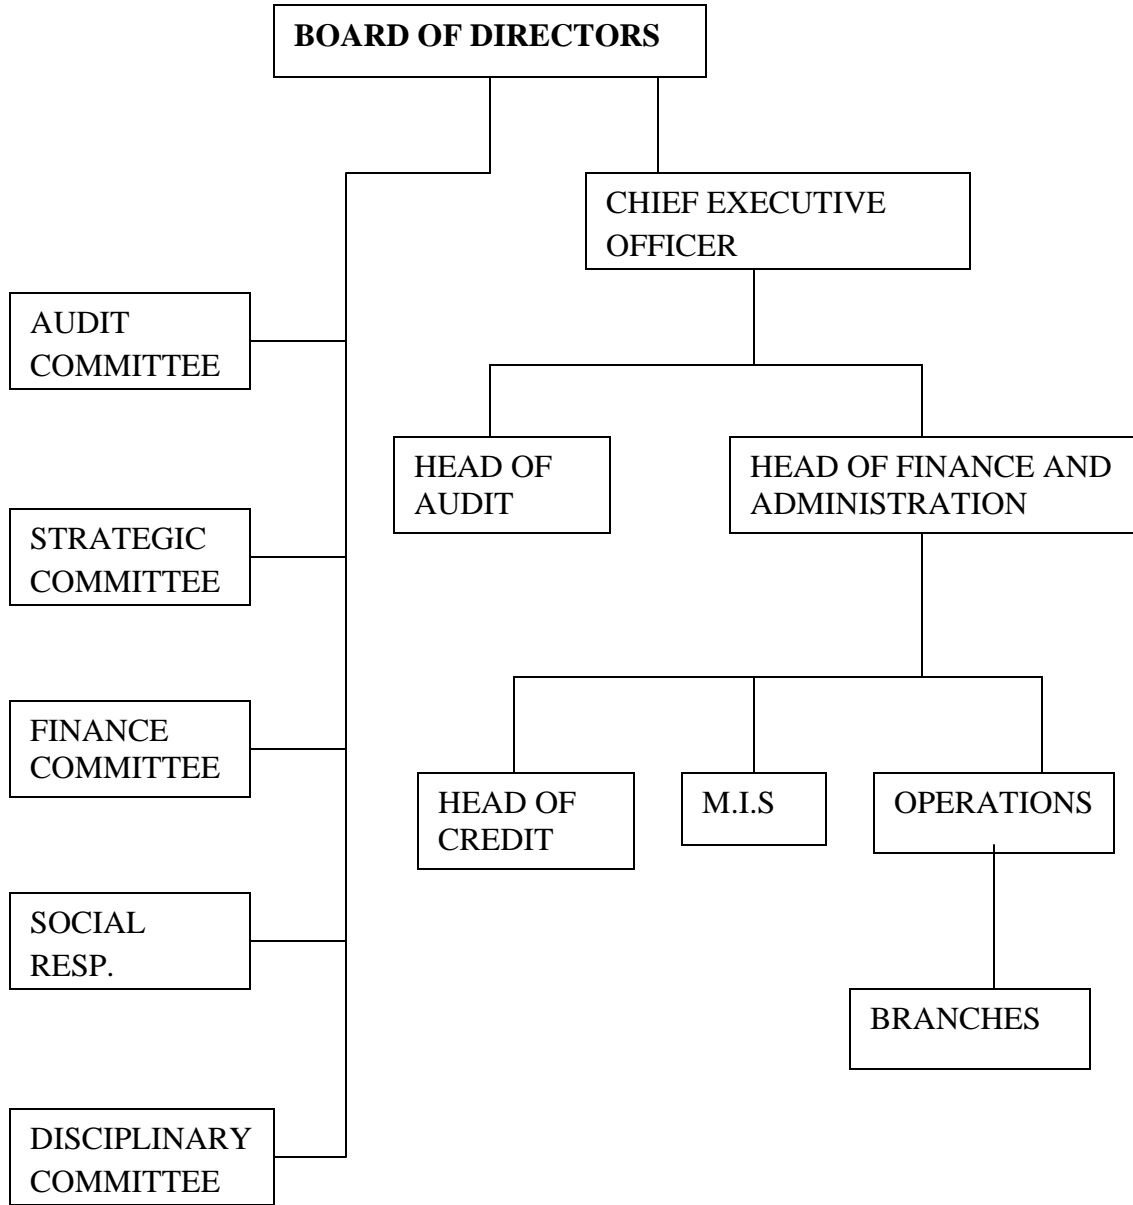 BOARD OF DIRECTORS
CHIEF EXECUTIVE
OFFICER
AUDIT
COMMITTEE
HEAD OF
AUDIT
HEAD OF FINANCE AND
ADMINISTRATION
STRATEGIC
COMMITTEE
FINANCE
COMMITTEE
HEAD OF
CREDIT
M.I.S
OPERATIONS
SOCIAL
RESP.
BRANCHES
DISCIPLINARY
COMMITTEE